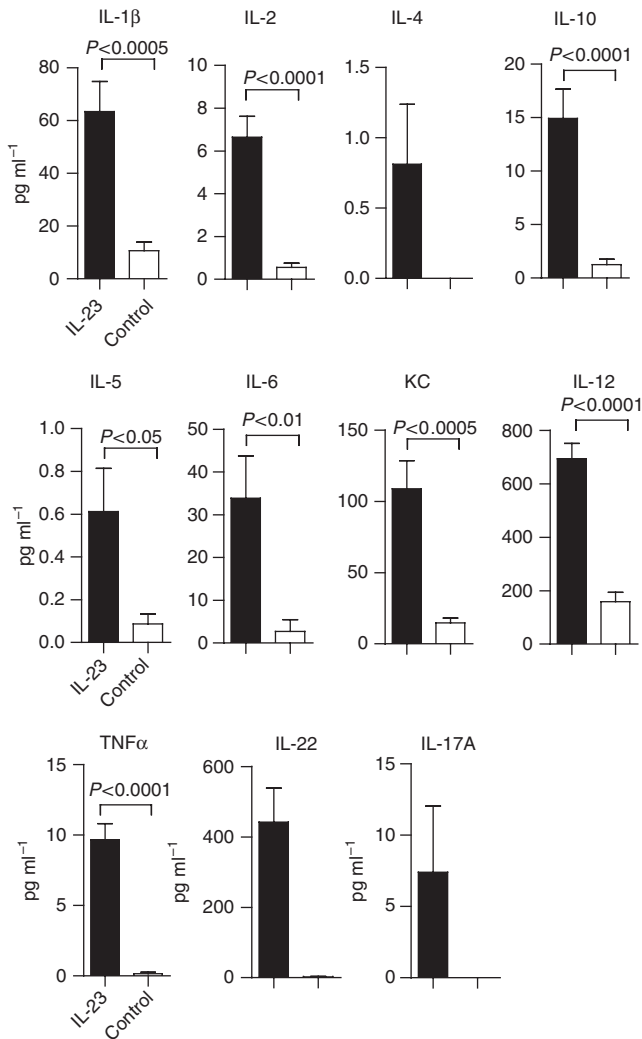 IL-1β IL-2 IL-4 IL-10
P<0.0005 P<0.0001 P<0.0001
pg ml⁻¹
80 60 40 20 0
10 8 6 4 2 0
1.5 1.0 0.5 0.0
20 15 10 5 0
IL-23 Control
IL-5 IL-6 KC IL-12
P<0.05 P<0.01 P<0.0005 P<0.0001
pg ml⁻¹
1.0 0.8 0.6 0.4 0.2 0.0
50 40 30 20 10 0
150 100 50 0
800 600 400 200 0
IL-23 Control
TNFα IL-22 IL-17A
P<0.0001
pg ml⁻¹ pg ml⁻¹ pg ml⁻¹
15 10 5 0
600 400 200 0
15 10 5 0
IL-23 Control